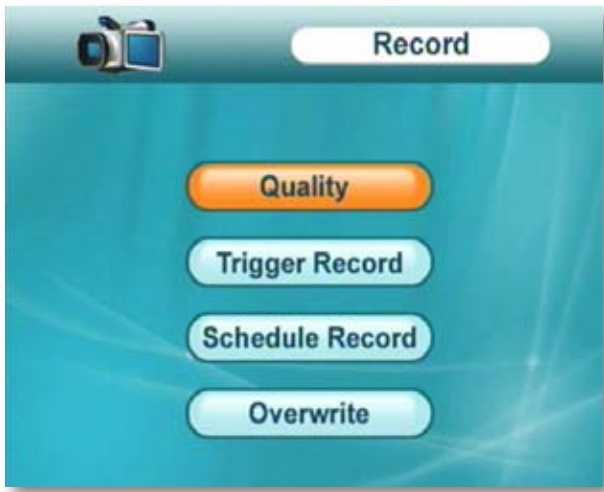 Record
Quality
Trigger Record
Schedule Record
Overwrite